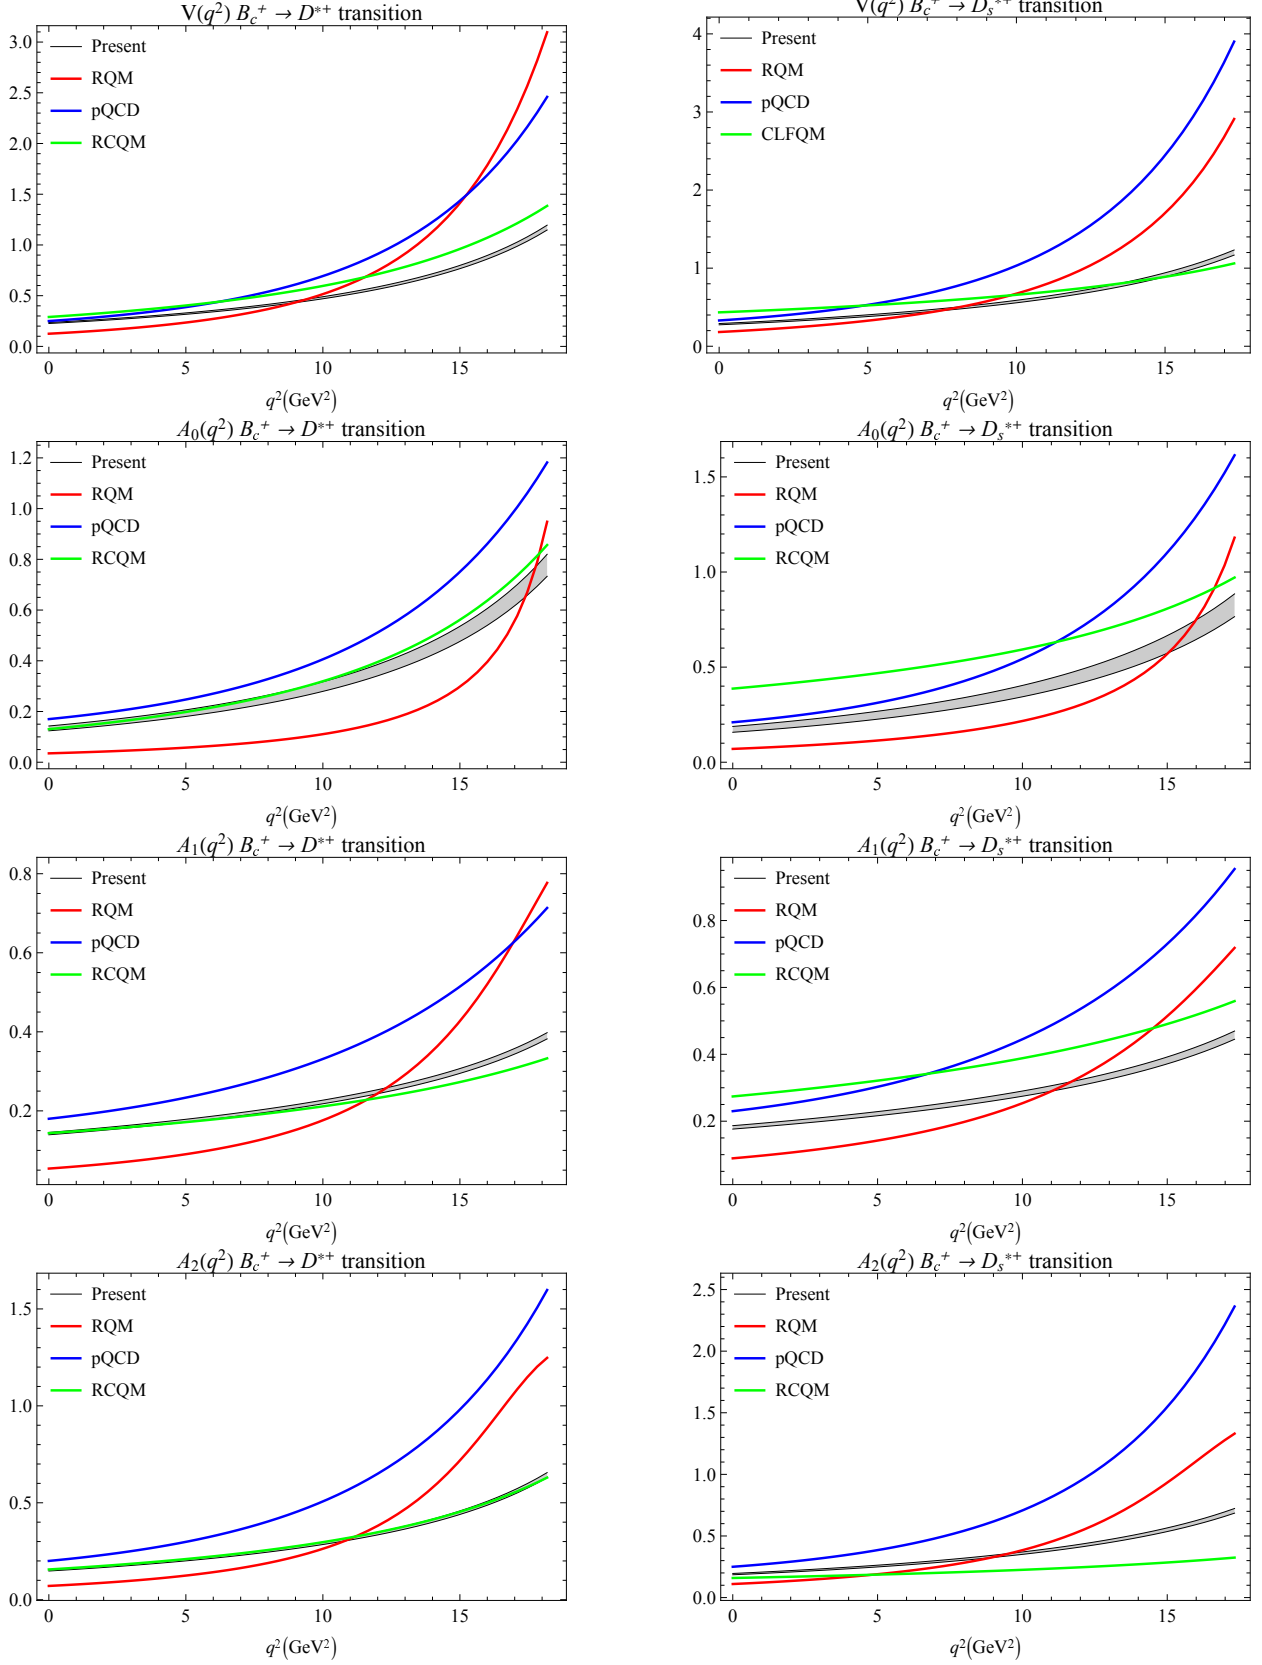 V(q²) B_c⁺ → D*⁺ transition
3.0
2.5
2.0
1.5
1.0
0.5
0.0
Present
RQM
pQCD
RCQM
0 5 10 15
q²(GeV²)
V(q²) B_c⁺ → D_s*⁺ transition
4
3
2
1
0
Present
RQM
pQCD
CLFQM
0 5 10 15
q²(GeV²)
A₀(q²) B_c⁺ → D*⁺ transition
1.2
1.0
0.8
0.6
0.4
0.2
0.0
Present
RQM
pQCD
RCQM
0 5 10 15
q²(GeV²)
A₀(q²) B_c⁺ → D_s*⁺ transition
1.5
1.0
0.5
0.0
Present
RQM
pQCD
RCQM
0 5 10 15
q²(GeV²)
A₁(q²) B_c⁺ → D*⁺ transition
0.8
0.6
0.4
0.2
Present
RQM
pQCD
RCQM
0 5 10 15
q²(GeV²)
A₁(q²) B_c⁺ → D_s*⁺ transition
0.8
0.6
0.4
0.2
Present
RQM
pQCD
RCQM
0 5 10 15
q²(GeV²)
A₂(q²) B_c⁺ → D*⁺ transition
1.5
1.0
0.5
0.0
Present
RQM
pQCD
RCQM
0 5 10 15
q²(GeV²)
A₂(q²) B_c⁺ → D_s*⁺ transition
2.5
2.0
1.5
1.0
0.5
0.0
Present
RQM
pQCD
RCQM
0 5 10 15
q²(GeV²)